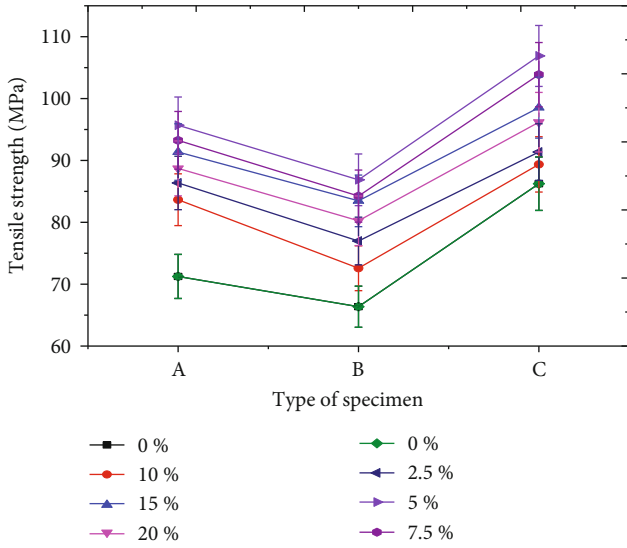 110
100
90
80
70
60
Tensile strength (MPa)
A B C
Type of specimen
0 % 0 %
10 % 2.5 %
15 % 5 %
20 % 7.5 %